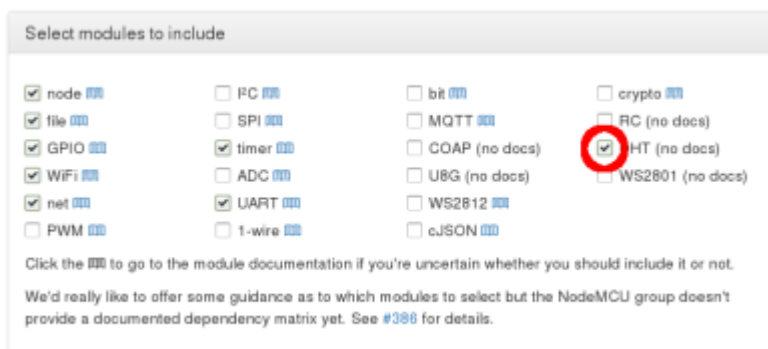 Select modules to include
node I²C bit crypto
file SPI MQTT RC (no docs)
GPIO timer COAP (no docs) HT (no docs)
WiFi ADC U8G (no docs) WS2801 (no docs)
net UART WS2812
PWM 1-wire cJSON
Click the to go to the module documentation if you're uncertain whether you should include it or not.
We'd really like to offer some guidance as to which modules to select but the NodeMCU group doesn't
provide a documented dependency matrix yet. See #386 for details.